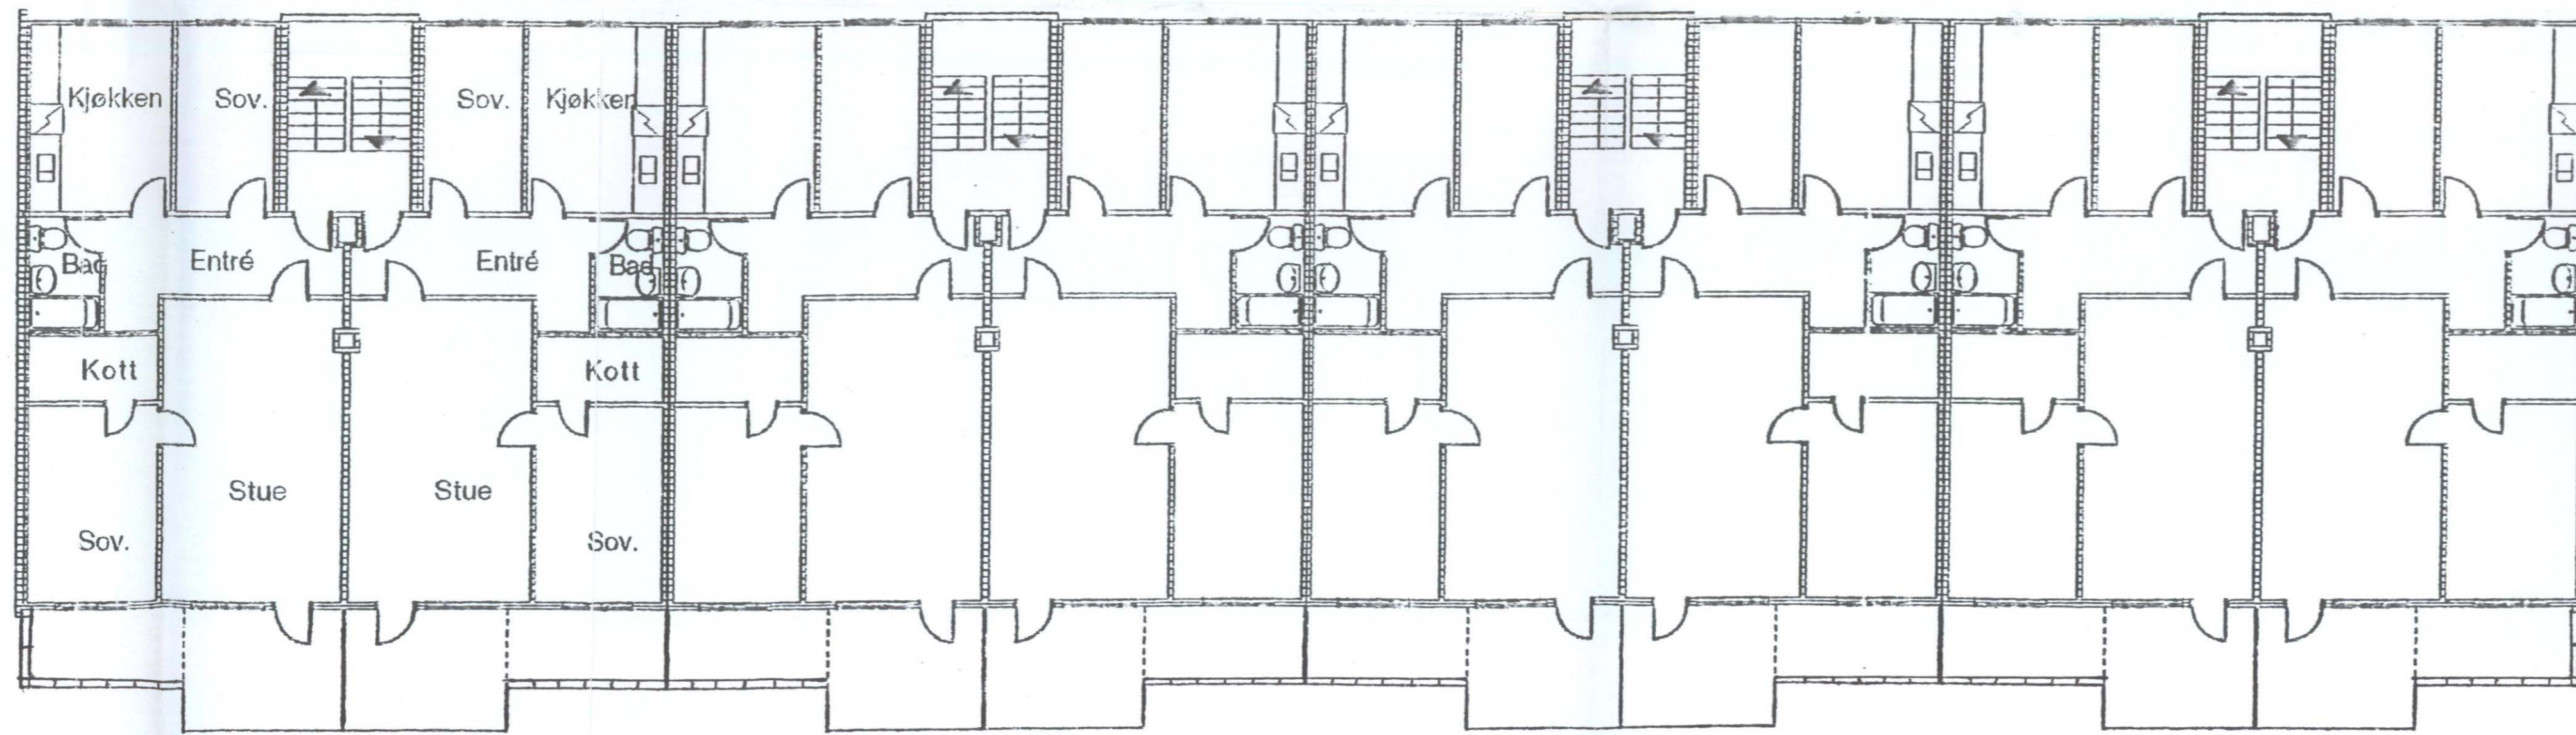 Kjøkken Sov. Sov. Kjøkken
Bad Entré Entré Bad
Kott Kott
Stue Stue
Sov. Sov.